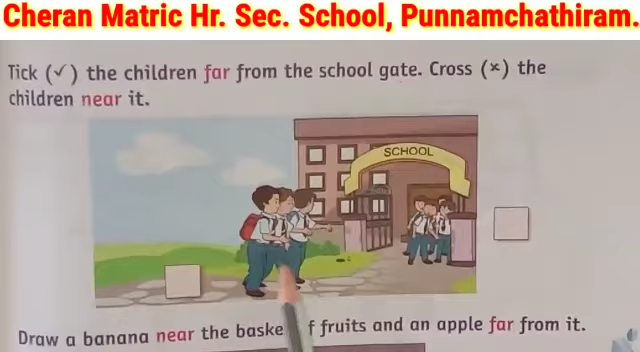 Cheran Matric Hr. Sec. School, Punnamchathiram.
Tick (✓) the children far from the school gate. Cross (×) the
children near it.
SCHOOL
Draw a banana near the baske f fruits and an apple far from it.